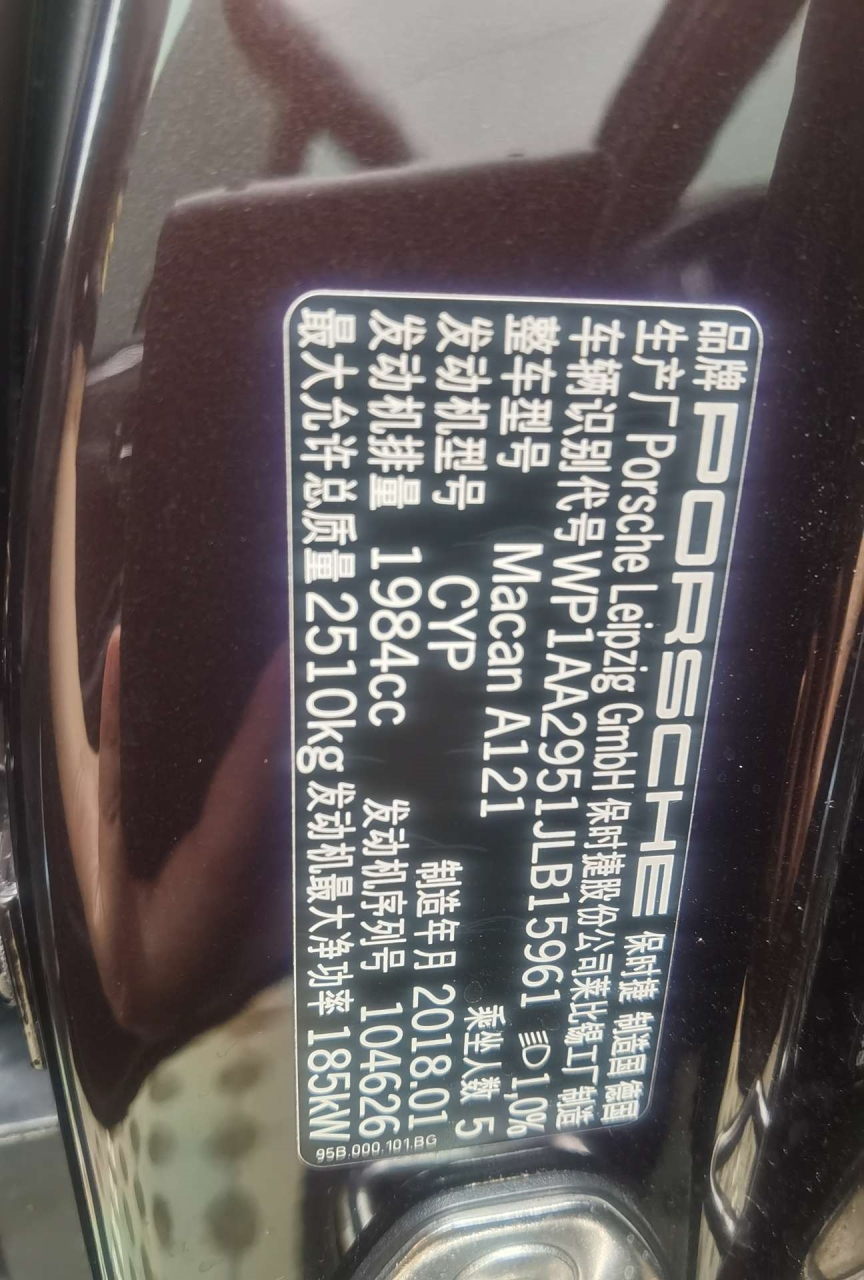 品牌 PORSCHE 保时捷 制造国 德国
生产厂 Porsche Leipzig GmbH 保时捷股份公司莱比锡工厂 制造
车辆识别代号 WP1AA2951JLB15961 1,0%
整车型号 Macan A121 乘坐人数 5
发动机型号 CYP 制造年月 2018.01
发动机排量 1984cc 发动机序列号 104626
最大允许总质量 2510kg 发动机最大净功率 185kW
95B.000.101.BG